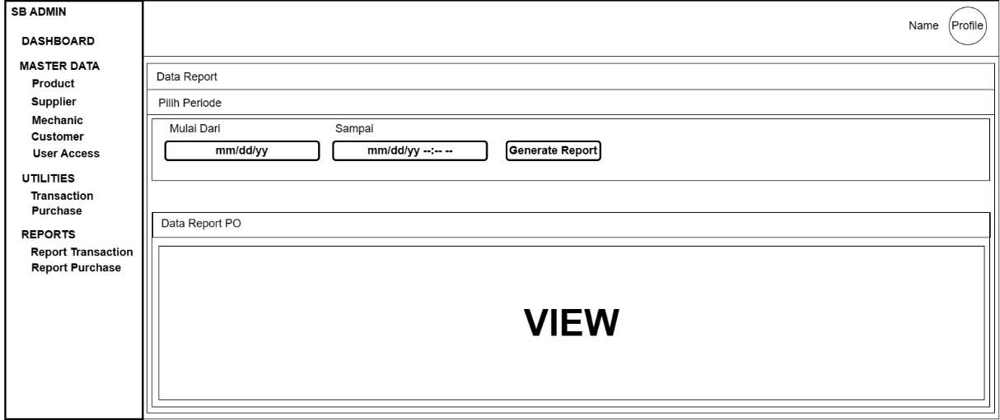 SB ADMIN
DASHBOARD
MASTER DATA
Product
Supplier
Mechanic
Customer
User Access
UTILITIES
Transaction
Purchase
REPORTS
Report Transaction
Report Purchase
Name Profile
Data Report
Pilih Periode
Mulai Dari Sampai
mm/dd/yy mm/dd/yy --:-- -- Generate Report
Data Report PO
VIEW